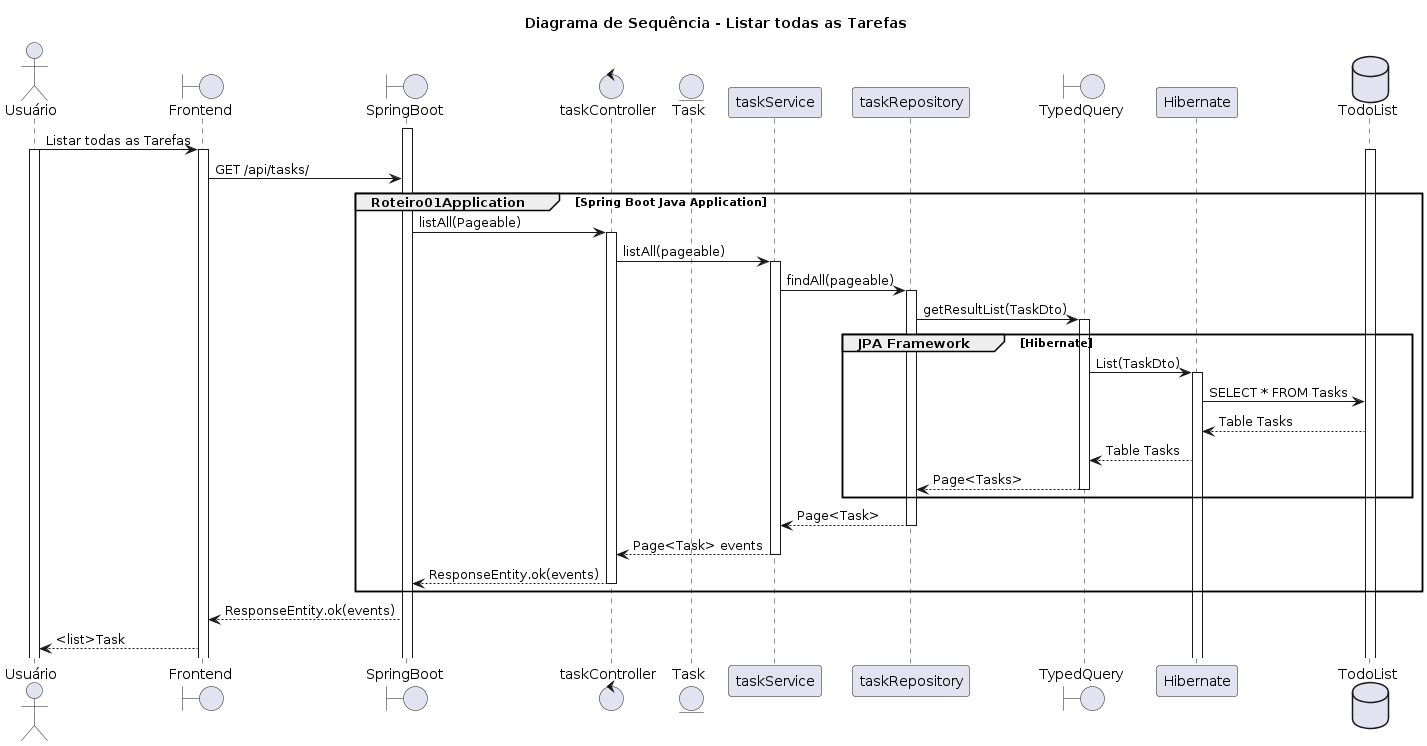 Diagrama de Sequência - Listar todas as Tarefas
Usuário
Frontend
SpringBoot
taskController
Task
taskService
taskRepository
TypedQuery
Hibernate
TodoList
Listar todas as Tarefas
GET /api/tasks/
Roteiro01Application
[Spring Boot Java Application]
listAll(Pageable)
listAll(pageable)
findAll(pageable)
getResultList(TaskDto)
JPA Framework
[Hibernate]
List(TaskDto)
SELECT * FROM Tasks
Table Tasks
Table Tasks
Page<Tasks>
Page<Task>
Page<Task> events
ResponseEntity.ok(events)
ResponseEntity.ok(events)
<list>Task
Usuário
Frontend
SpringBoot
taskController
Task
taskService
taskRepository
TypedQuery
Hibernate
TodoList